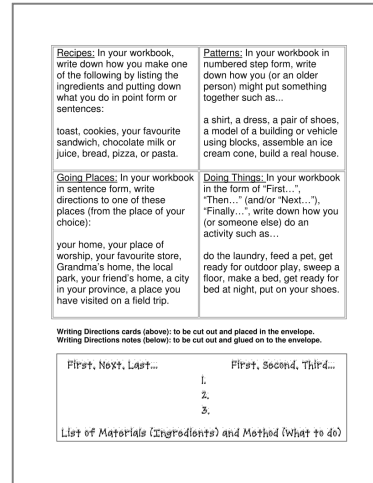 Recipes: In your workbook,
write down how you make one
of the following by listing the
ingredients and putting down
what you do in point form or
sentences:
toast, cookies, your favourite
sandwich, chocolate milk or
juice, bread, pizza, or pasta.
Patterns: In your workbook in
numbered step form, write
down how you (or an older
person) might put something
together such as...
a shirt, a dress, a pair of shoes,
a model of a building or vehicle
using blocks, assemble an ice
cream cone, build a real house.
Going Places: In your workbook
in sentence form, write
directions to one of these
places (from the place of your
choice):
your home, your place of
worship, your favourite store,
Grandma's home, the local
park, your friend's home, a city
in your province, a place you
have visited on a field trip.
Doing Things: In your workbook
in the form of "First…",
"Then…" (and/or "Next…"),
"Finally…", write down how you
(or someone else) do an
activity such as…
do the laundry, feed a pet, get
ready for outdoor play, sweep a
floor, make a bed, get ready for
bed at night, put on your shoes.
Writing Directions cards (above): to be cut out and placed in the envelope.
Writing Directions notes (below): to be cut out and glued on to the envelope.
First, Next, Last... First, Second, Third...
1.
2.
3.
List of Materials (Ingredients) and Method (What to do)